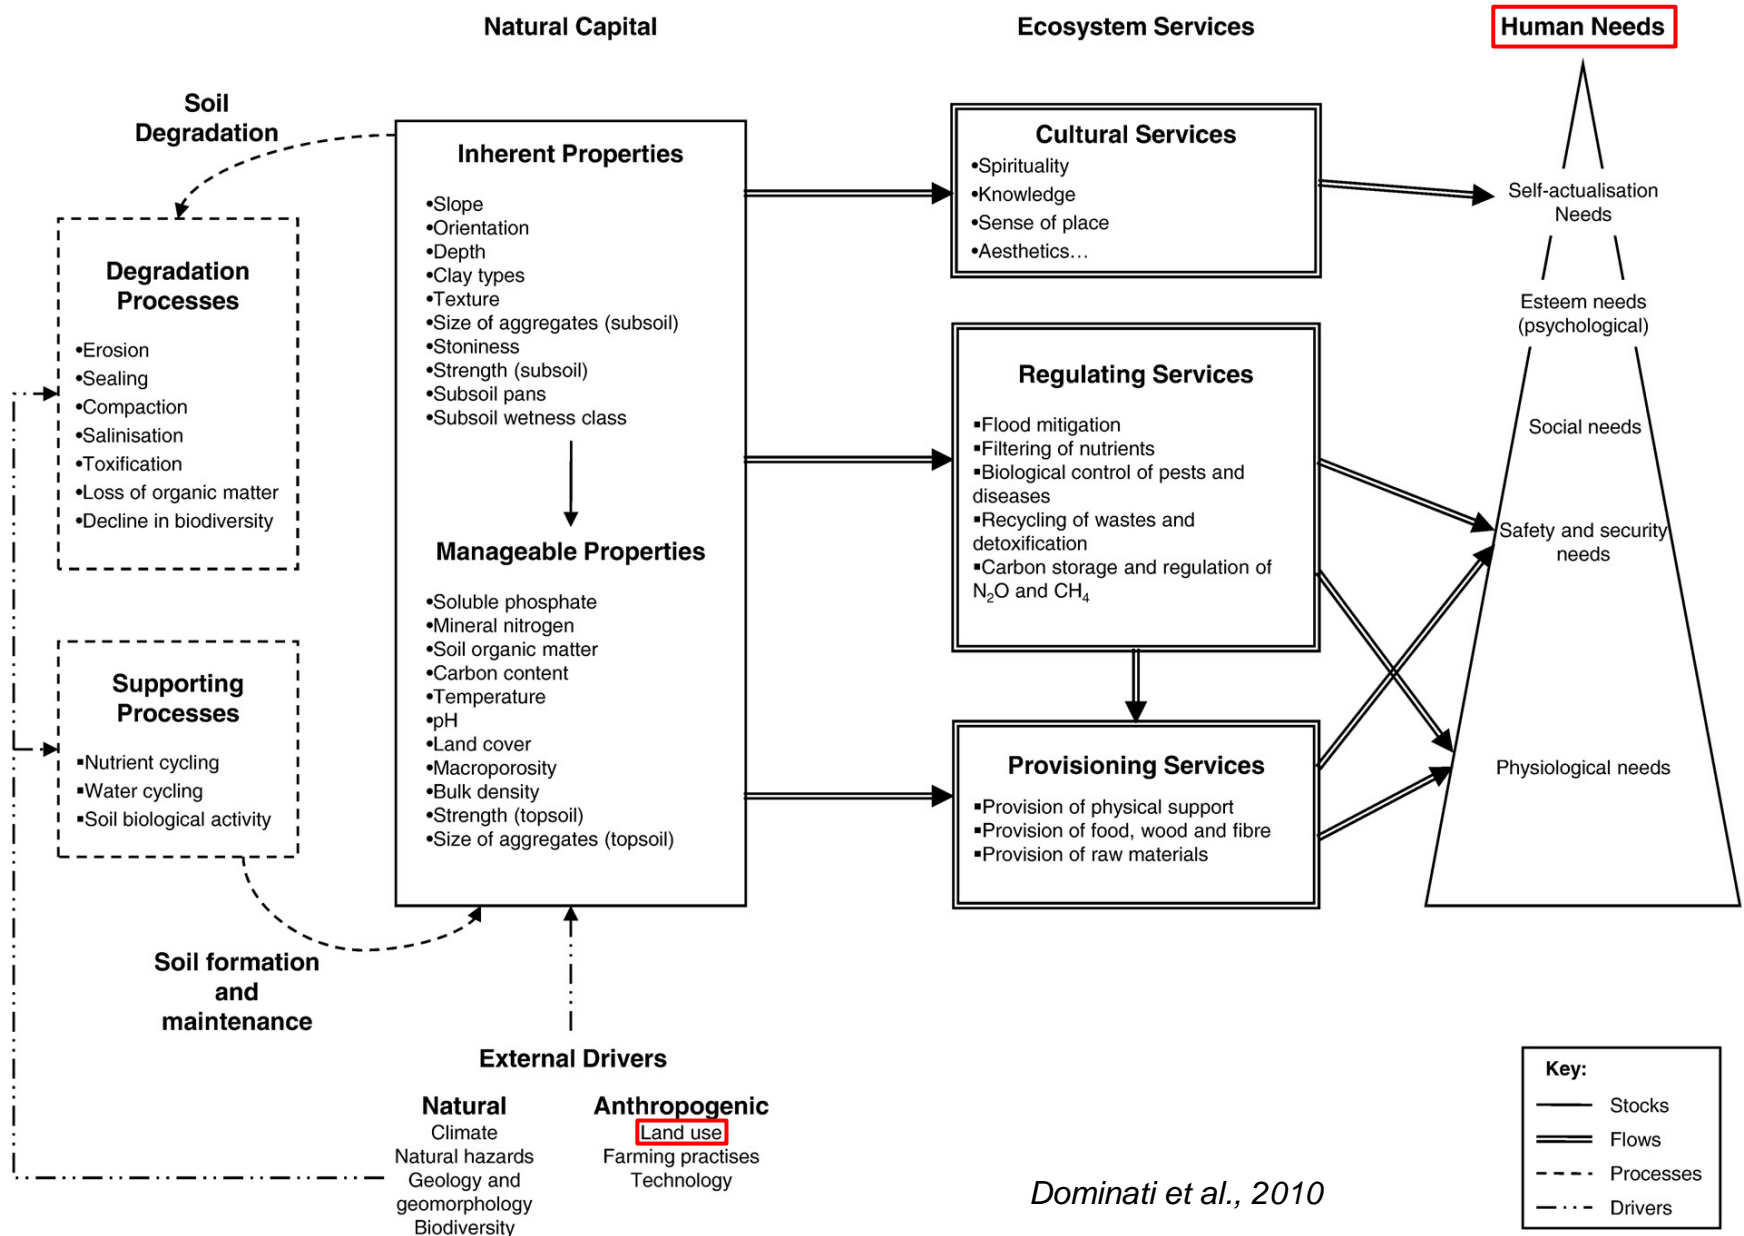 Natural Capital
Ecosystem Services
Human Needs
Soil
Degradation
Degradation
Processes
•Erosion
•Sealing
•Compaction
•Salinisation
•Toxification
•Loss of organic matter
•Decline in biodiversity
Supporting
Processes
▪Nutrient cycling
▪Water cycling
▪Soil biological activity
Soil formation
and
maintenance
Inherent Properties
•Slope
•Orientation
•Depth
•Clay types
•Texture
•Size of aggregates (subsoil)
•Stoniness
•Strength (subsoil)
•Subsoil pans
•Subsoil wetness class
Manageable Properties
•Soluble phosphate
•Mineral nitrogen
•Soil organic matter
•Carbon content
•Temperature
•pH
•Land cover
•Macroporosity
•Bulk density
•Strength (topsoil)
•Size of aggregates (topsoil)
External Drivers
Natural
Climate
Natural hazards
Geology and
geomorphology
Biodiversity
Anthropogenic
Land use
Farming practises
Technology
Cultural Services
•Spirituality
•Knowledge
•Sense of place
•Aesthetics…
Regulating Services
▪Flood mitigation
▪Filtering of nutrients
▪Biological control of pests and
diseases
▪Recycling of wastes and
detoxification
▪Carbon storage and regulation of
N₂O and CH₄
Provisioning Services
▪Provision of physical support
▪Provision of food, wood and fibre
▪Provision of raw materials
Self-actualisation
Needs
Esteem needs
(psychological)
Social needs
Safety and security
needs
Physiological needs
Dominati et al., 2010
Key:
Stocks
Flows
Processes
Drivers